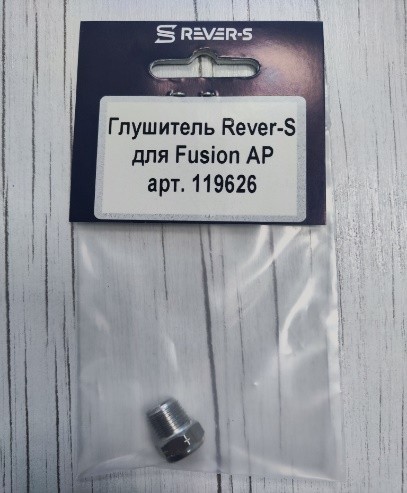 REVER-S
Глушитель Rever-S
для Fusion AP
арт. 119626